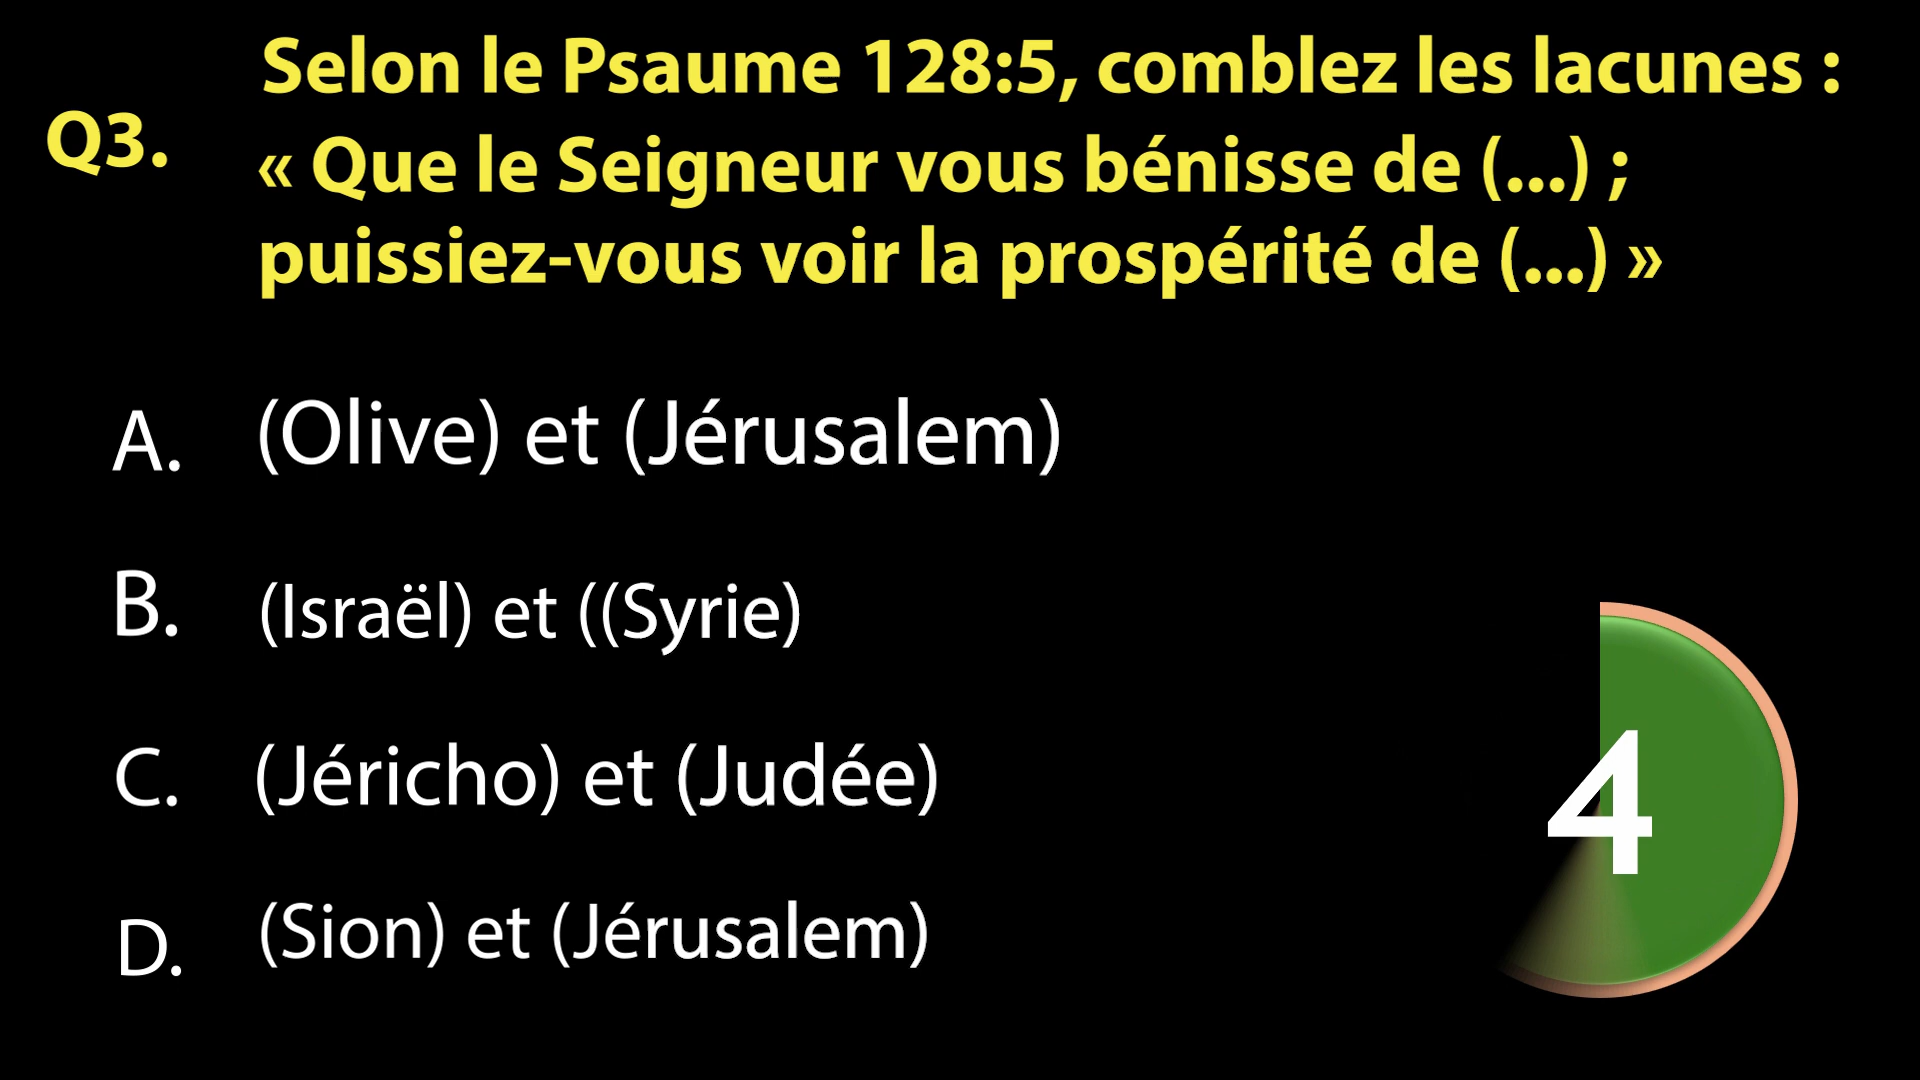 Q3.
Selon le Psaume 128:5, comblez les lacunes :
« Que le Seigneur vous bénisse de (...) ;
puissiez-vous voir la prospérité de (...) »
A. (Olive) et (Jérusalem)
B. (Israël) et ((Syrie)
C. (Jéricho) et (Judée)
D. (Sion) et (Jérusalem)
4